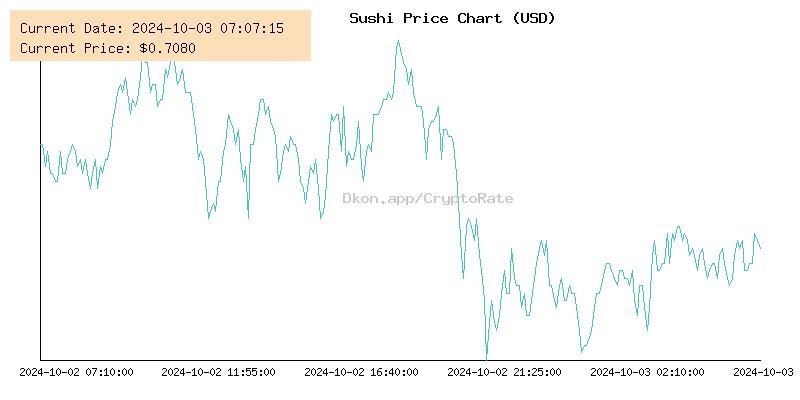 Sushi Price Chart (USD)
Current Date: 2024-10-03 07:07:15
Current Price: $0.7080
Dkon.app/CryptoRate
2024-10-02 07:10:00 2024-10-02 11:55:00 2024-10-02 16:40:00 2024-10-02 21:25:00 2024-10-03 02:10:00 2024-10-03